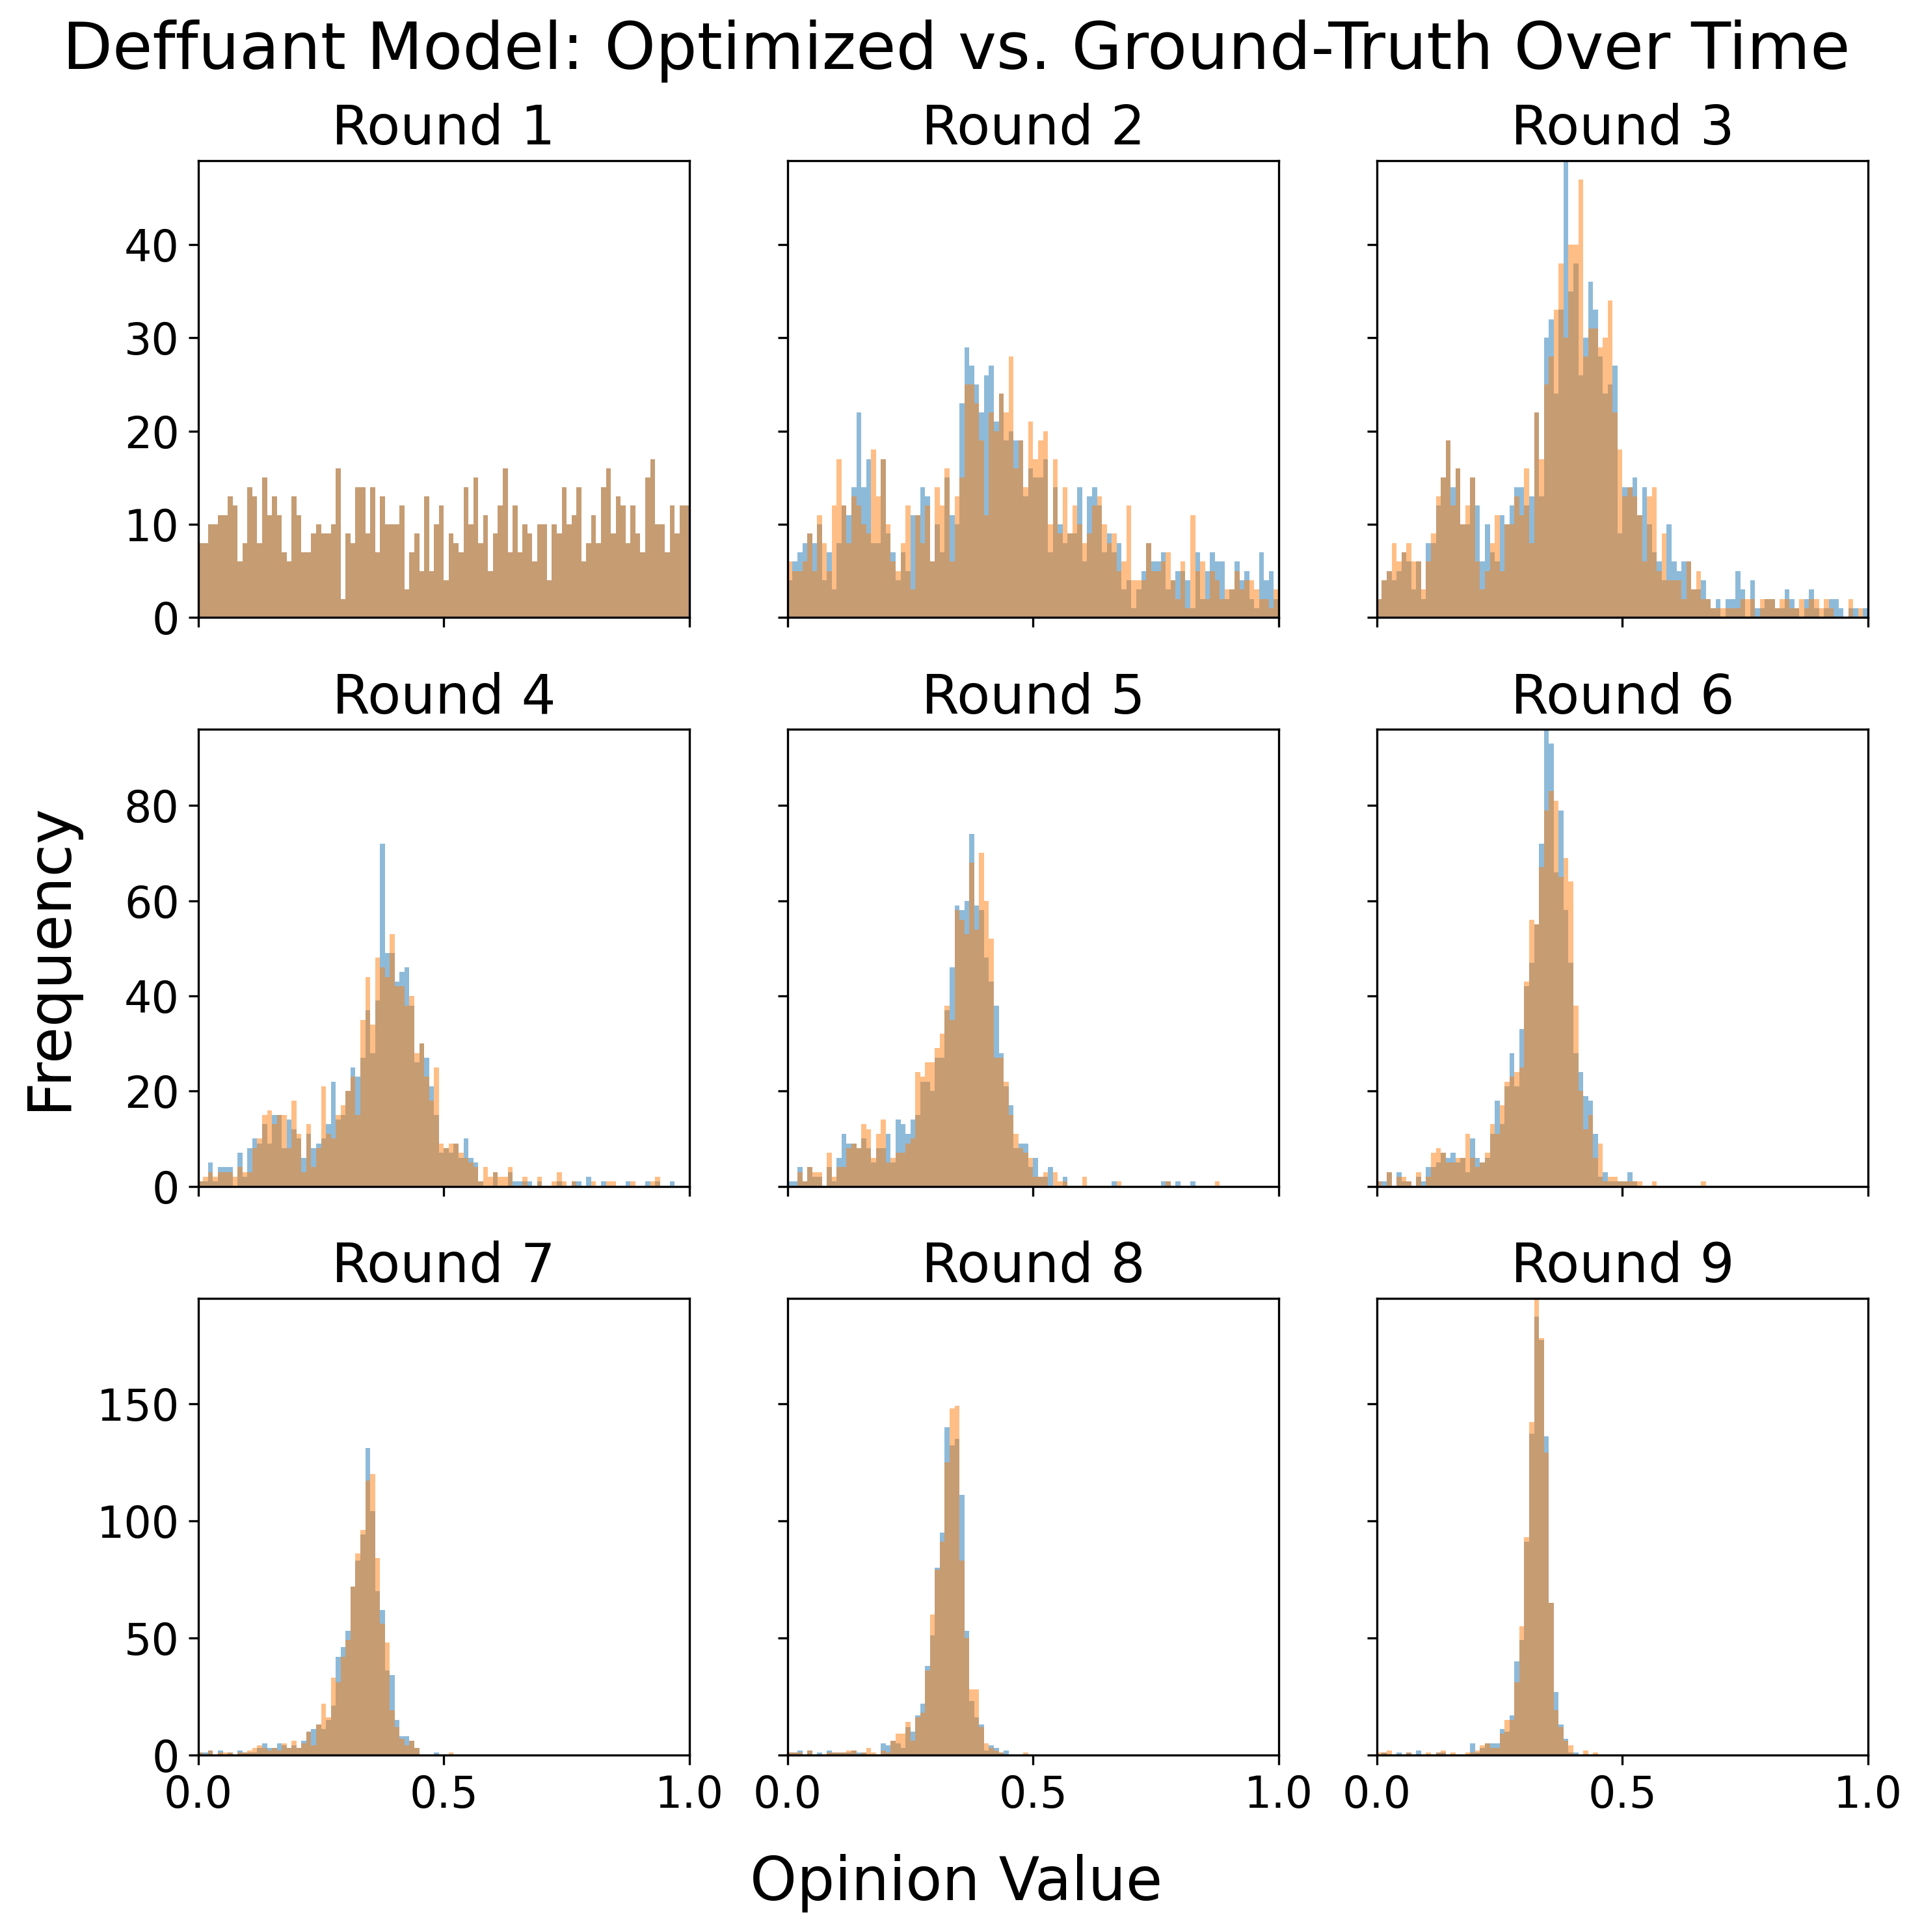 Deffuant Model: Optimized vs. Ground-Truth Over Time
Round 1
Round 2
Round 3
40
30
20
10
0
Round 4
Round 5
Round 6
80
60
40
20
0
Frequency
Round 7
Round 8
Round 9
150
100
50
0
0.0 0.5 1.0
0.0 0.5 1.0
0.0 0.5 1.0
Opinion Value